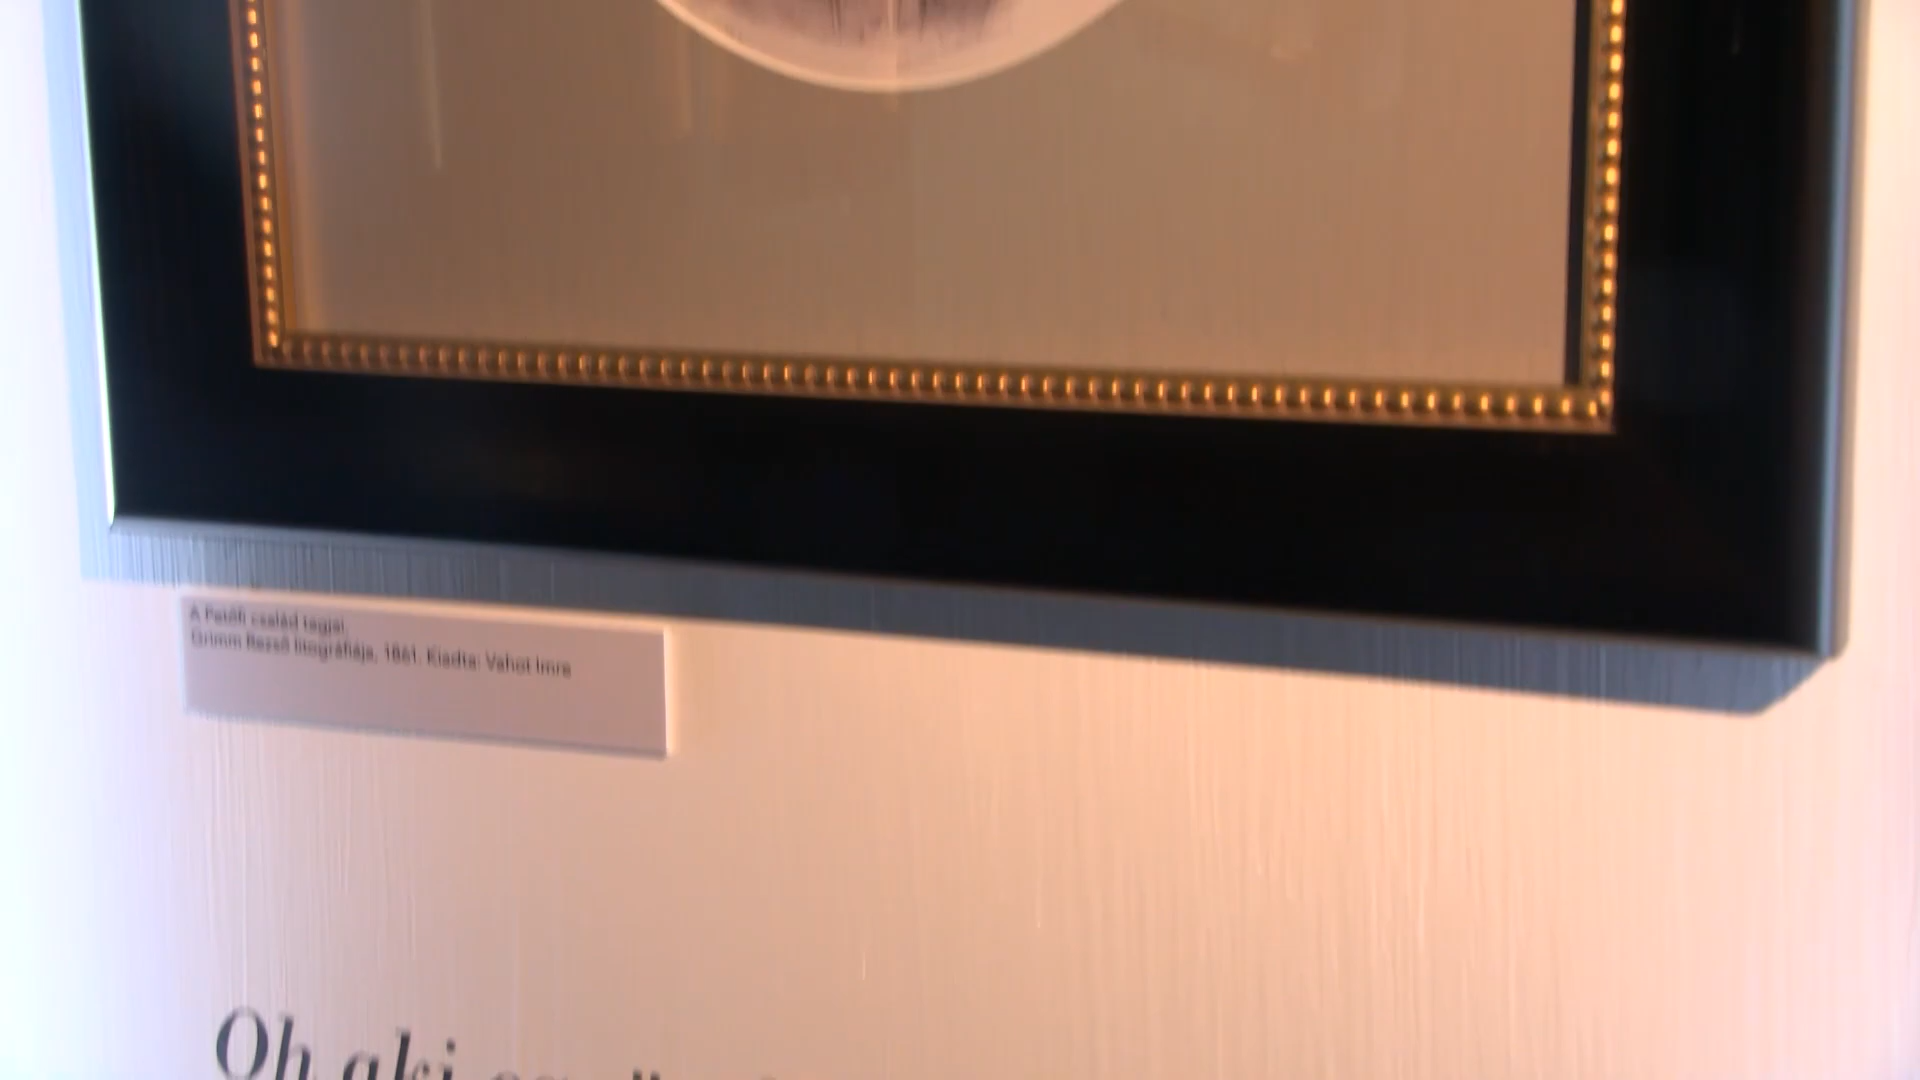 A Petőfi család tagjai.
Grimm Rezső litográfiája, 1861. Kiadta: Vahot Imre
Oh aki